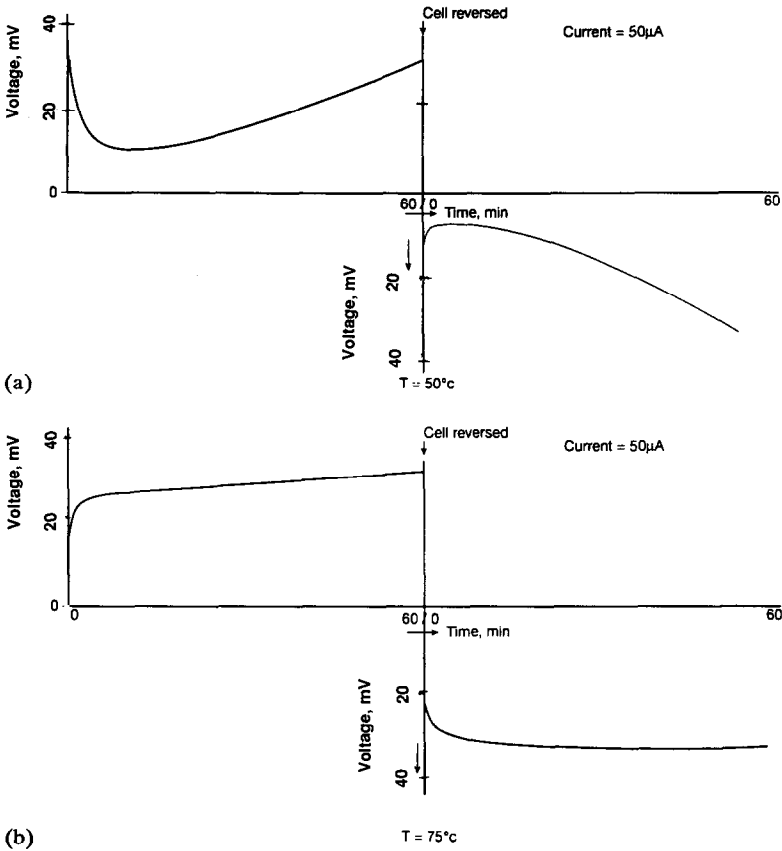 Cell reversed
Current = 50μA
Voltage, mV
40
20
0
60 / 0
60
Time, min
Voltage, mV
20
40
T = 50°c
(a)
Cell reversed
Current = 50μA
Voltage, mV
40
20
0
0
60 / 0
60
Time, min
Voltage, mV
20
40
T = 75°c
(b)